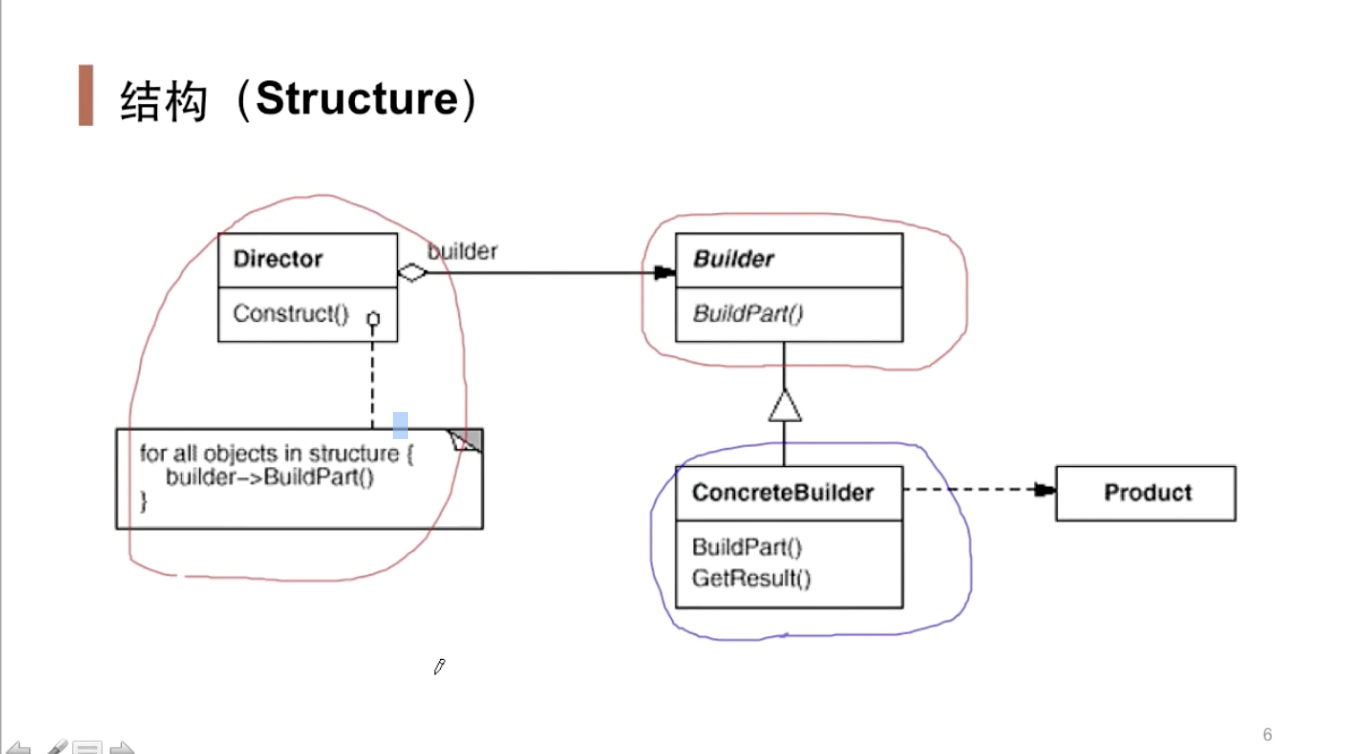 结构（Structure）
Director
Construct()
builder
Builder
BuildPart()
for all objects in structure {
builder->BuildPart()
}
ConcreteBuilder
BuildPart()
GetResult()
Product
6